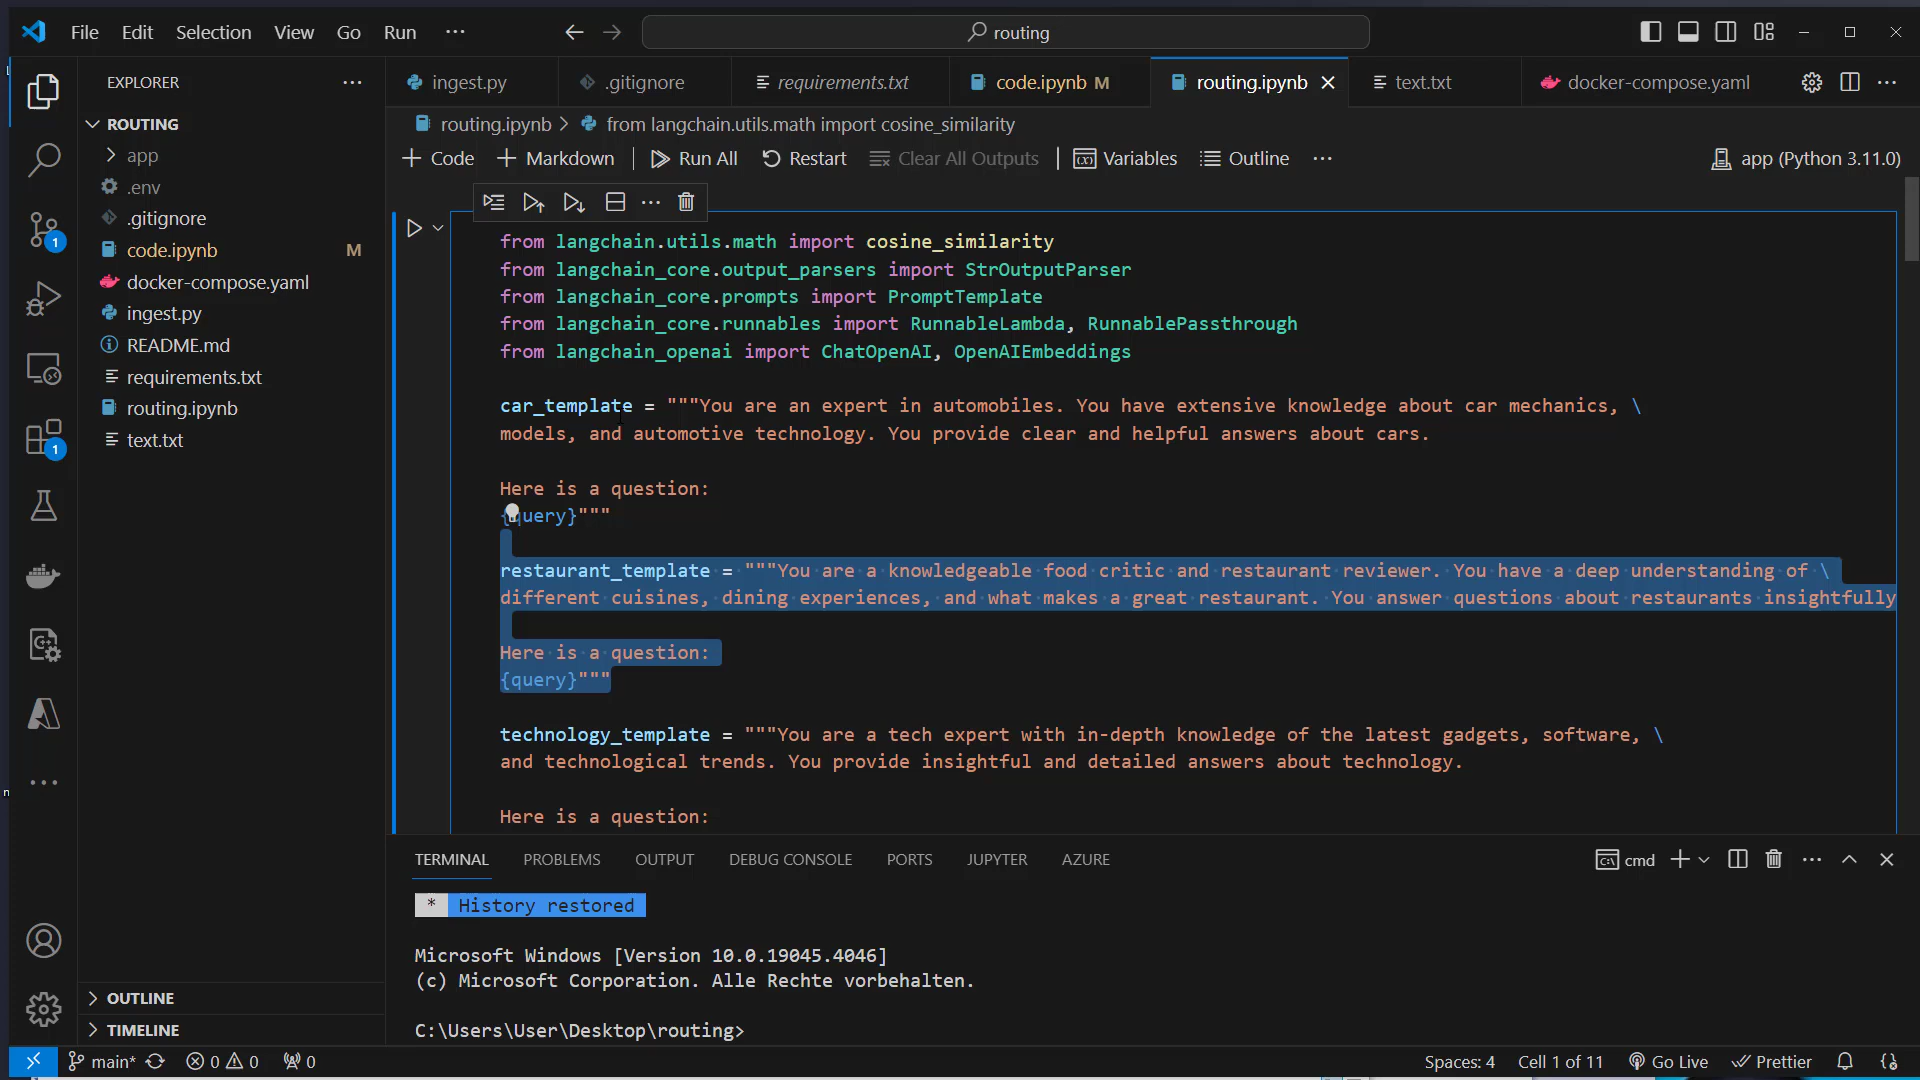 File Edit Selection View Go Run ···
routing
EXPLORER
ROUTING
app
.env
.gitignore
code.ipynb M
docker-compose.yaml
ingest.py
README.md
requirements.txt
routing.ipynb
text.txt
OUTLINE
TIMELINE
1
1
ingest.py .gitignore requirements.txt code.ipynb M routing.ipynb text.txt docker-compose.yaml
routing.ipynb > from langchain.utils.math import cosine_similarity
+ Code + Markdown Run All Restart Clear All Outputs Variables Outline ··· app (Python 3.11.0)
from langchain.utils.math import cosine_similarity
from langchain_core.output_parsers import StrOutputParser
from langchain_core.prompts import PromptTemplate
from langchain_core.runnables import RunnableLambda, RunnablePassthrough
from langchain_openai import ChatOpenAI, OpenAIEmbeddings
car_template = """You are an expert in automobiles. You have extensive knowledge about car mechanics, \
models, and automotive technology. You provide clear and helpful answers about cars.
Here is a question:
{query}"""
restaurant_template = """You are a knowledgeable food critic and restaurant reviewer. You have a deep understanding of \
different cuisines, dining experiences, and what makes a great restaurant. You answer questions about restaurants insightfully
Here is a question:
{query}"""
technology_template = """You are a tech expert with in-depth knowledge of the latest gadgets, software, \
and technological trends. You provide insightful and detailed answers about technology.
Here is a question:
TERMINAL PROBLEMS OUTPUT DEBUG CONSOLE PORTS JUPYTER AZURE cmd
* History restored
Microsoft Windows [Version 10.0.19045.4046]
(c) Microsoft Corporation. Alle Rechte vorbehalten.
C:\Users\User\Desktop\routing>
main* 0 0 0 Spaces: 4 Cell 1 of 11 Go Live Prettier